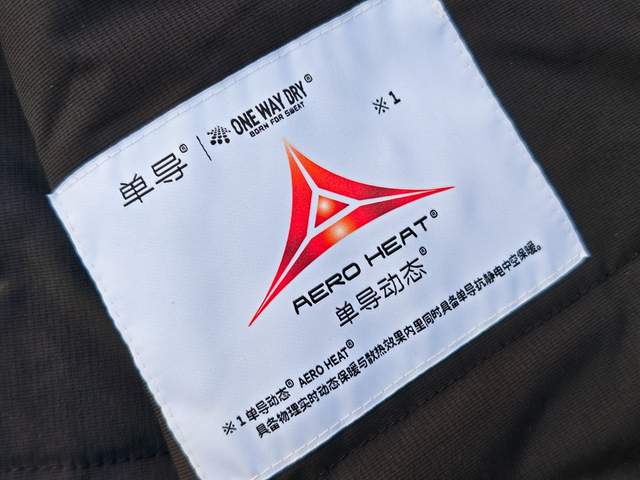 单导® | ONE WAY DRY®
BORN FOR SWEAT
※1
AERO HEAT®
单导动态®
※1 单导动态® AERO HEAT®
具备物理实时动态保暖与散热效果内里同时具备单导抗静电中空保暖。